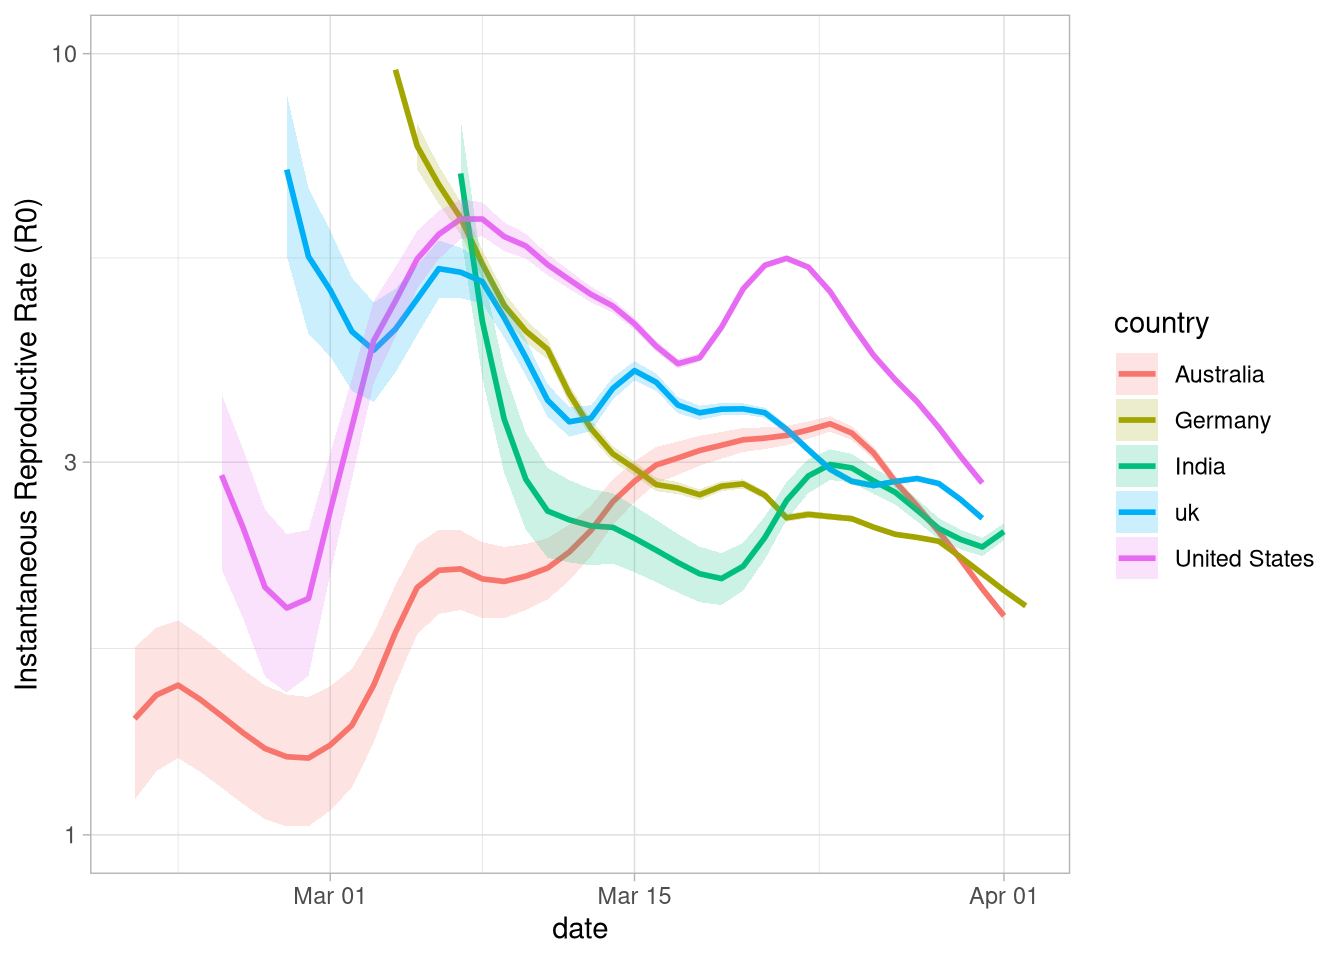 Instantaneous Reproductive Rate (R0)
10
3
1
Mar 01
Mar 15
Apr 01
date
country
Australia
Germany
India
uk
United States